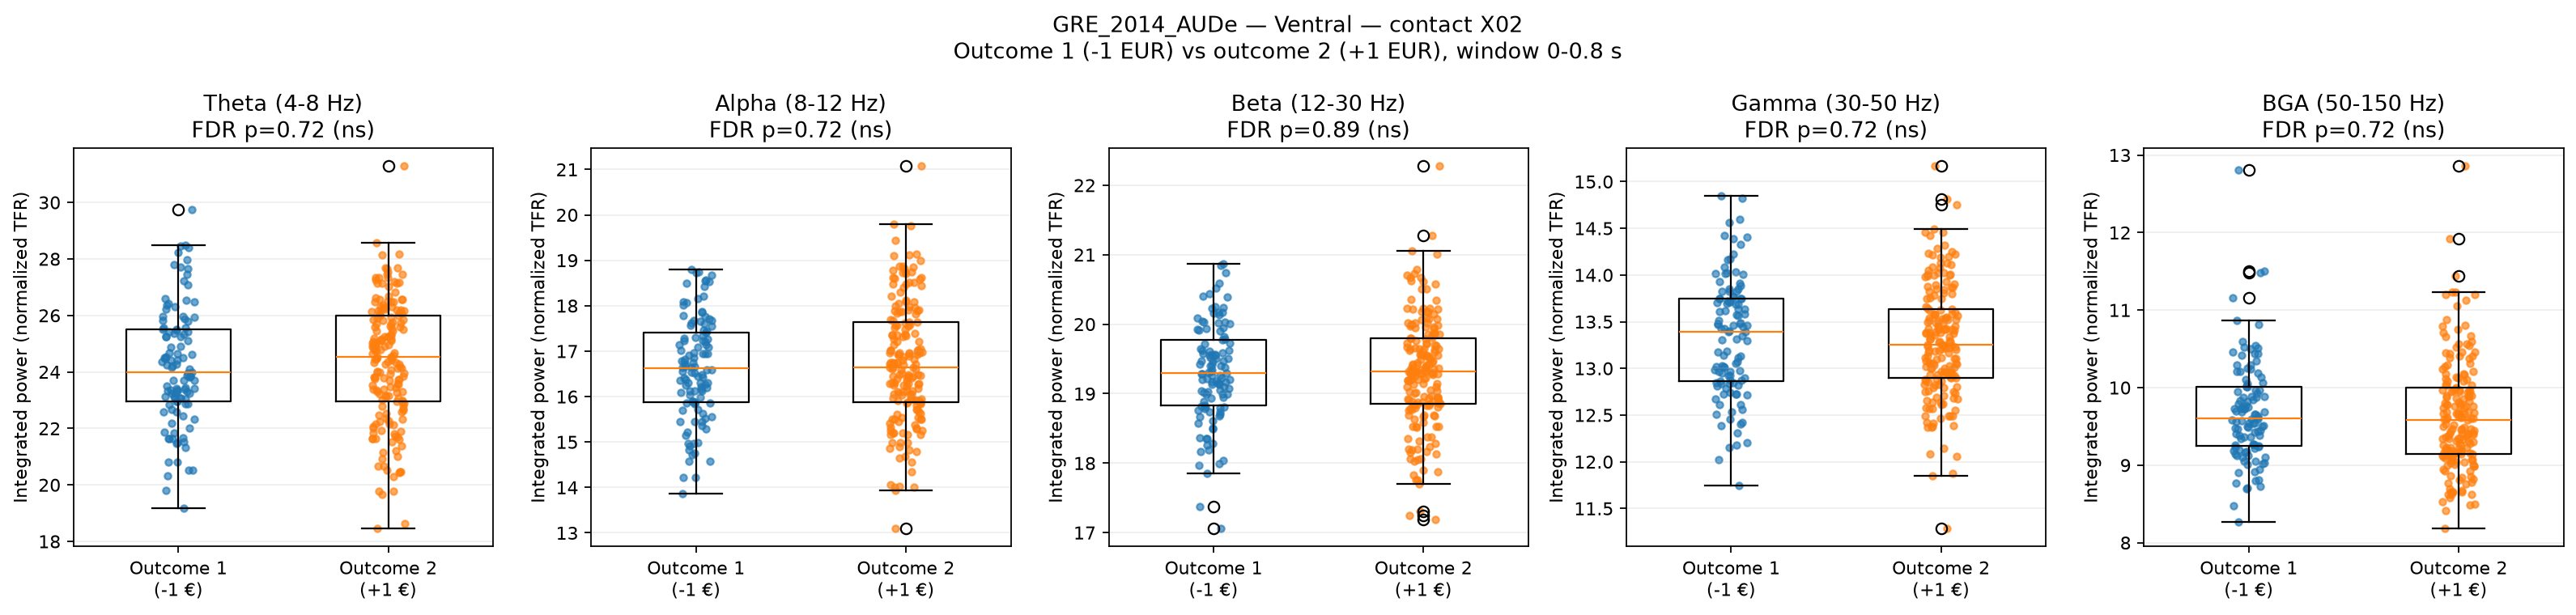 GRE_2014_AUDe — Ventral — contact X02
Outcome 1 (-1 EUR) vs outcome 2 (+1 EUR), window 0-0.8 s
Theta (4-8 Hz)
FDR p=0.72 (ns)
Integrated power (normalized TFR)
30
28
26
24
22
20
18
Outcome 1
(-1 €)
Outcome 2
(+1 €)
Alpha (8-12 Hz)
FDR p=0.72 (ns)
Integrated power (normalized TFR)
21
20
19
18
17
16
15
14
13
Outcome 1
(-1 €)
Outcome 2
(+1 €)
Beta (12-30 Hz)
FDR p=0.89 (ns)
Integrated power (normalized TFR)
22
21
20
19
18
17
Outcome 1
(-1 €)
Outcome 2
(+1 €)
Gamma (30-50 Hz)
FDR p=0.72 (ns)
Integrated power (normalized TFR)
15.0
14.5
14.0
13.5
13.0
12.5
12.0
11.5
Outcome 1
(-1 €)
Outcome 2
(+1 €)
BGA (50-150 Hz)
FDR p=0.72 (ns)
Integrated power (normalized TFR)
13
12
11
10
9
8
Outcome 1
(-1 €)
Outcome 2
(+1 €)